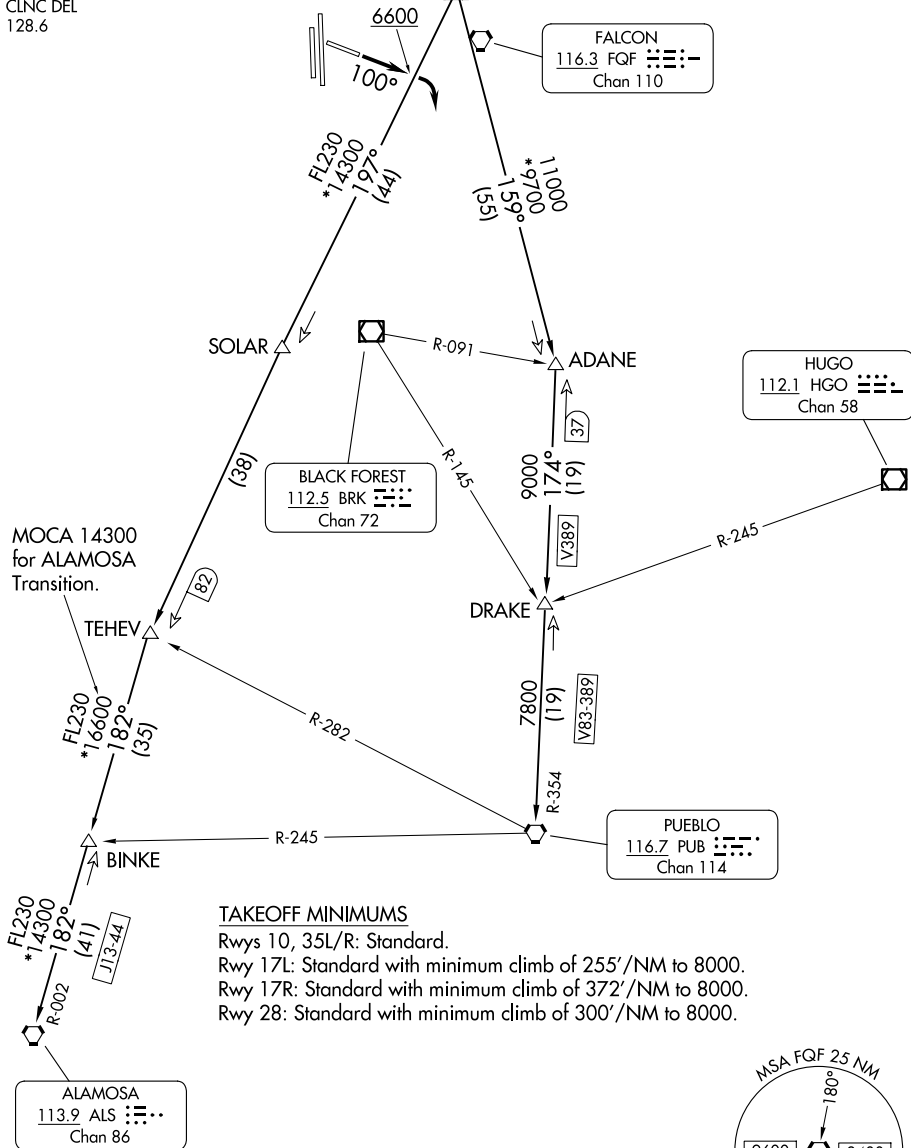 CLNC DEL
128.6
6600
100°
FALCON
116.3 FQF
Chan 110
FL230
*14300
197°
(44)
11000
*9700
159°
(55)
SOLAR
R-091
ADANE
HUGO
112.1 HGO
Chan 58
37
9000
174°
(19)
V389
(38)
BLACK FOREST
112.5 BRK
Chan 72
R-145
R-245
MOCA 14300
for ALAMOSA
Transition.
82
TEHEV
DRAKE
FL230
*16600
182°
(35)
R-282
7800
(19)
V83-389
R-354
PUEBLO
116.7 PUB
Chan 114
R-245
BINKE
FL230
*14300
182°
(41)
J13-44
R-002
TAKEOFF MINIMUMS
Rwys 10, 35L/R: Standard.
Rwy 17L: Standard with minimum climb of 255'/NM to 8000.
Rwy 17R: Standard with minimum climb of 372'/NM to 8000.
Rwy 28: Standard with minimum climb of 300'/NM to 8000.
ALAMOSA
113.9 ALS
Chan 86
MSA FQF 25 NM
180°